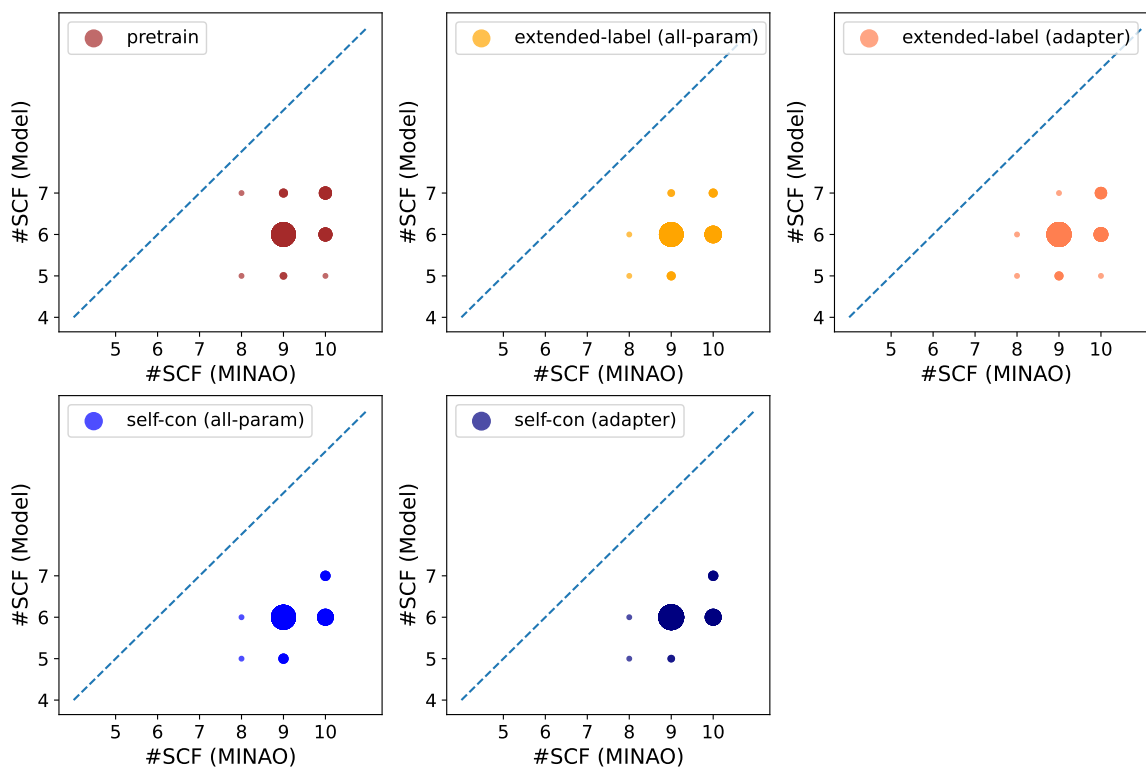 pretrain
#SCF (Model)
7
6
5
4
5 6 7 8 9 10
#SCF (MINAO)
extended-label (all-param)
#SCF (Model)
7
6
5
4
5 6 7 8 9 10
#SCF (MINAO)
extended-label (adapter)
#SCF (Model)
7
6
5
4
5 6 7 8 9 10
#SCF (MINAO)
self-con (all-param)
#SCF (Model)
7
6
5
4
5 6 7 8 9 10
#SCF (MINAO)
self-con (adapter)
#SCF (Model)
7
6
5
4
5 6 7 8 9 10
#SCF (MINAO)